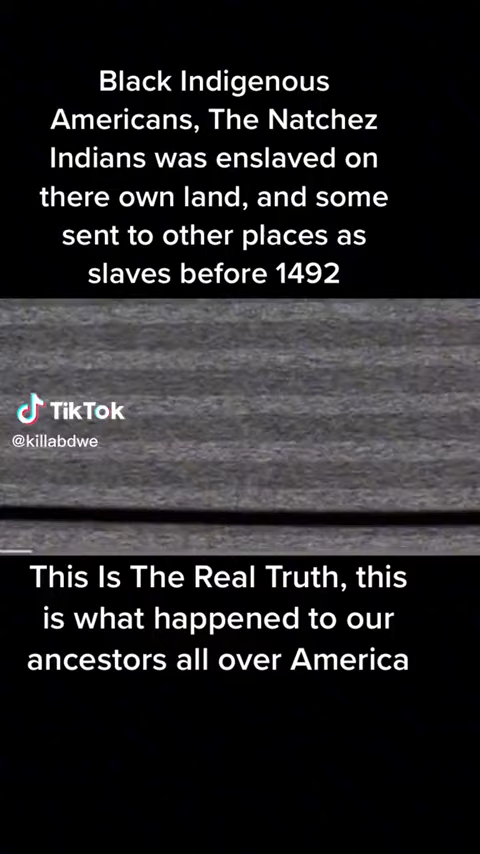 Black Indigenous
Americans, The Natchez
Indians was enslaved on
there own land, and some
sent to other places as
slaves before 1492
TikTok
@killabdwe
This Is The Real Truth, this
is what happened to our
ancestors all over America